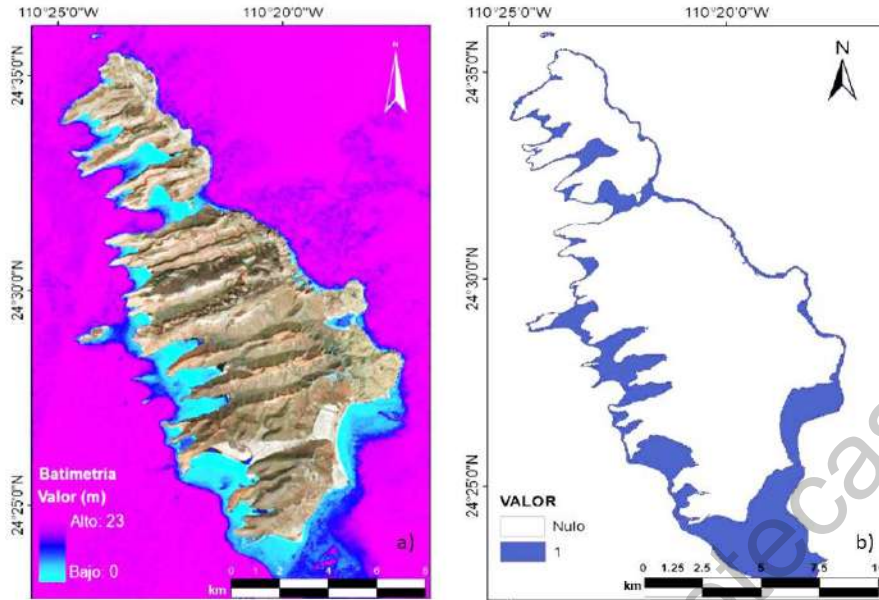 110°25'0"W 110°20'0"W
24°35'0"N
24°30'0"N
24°25'0"N
N
Batimetria
Valor (m)
Alto: 23
Bajo: 0
a)
0 1 2 4 6 8
km
110°25'0"W 110°20'0"W
24°35'0"N
24°30'0"N
24°25'0"N
N
VALOR
Nulo
1
b)
0 1.25 2.5 5 7.5 10
km